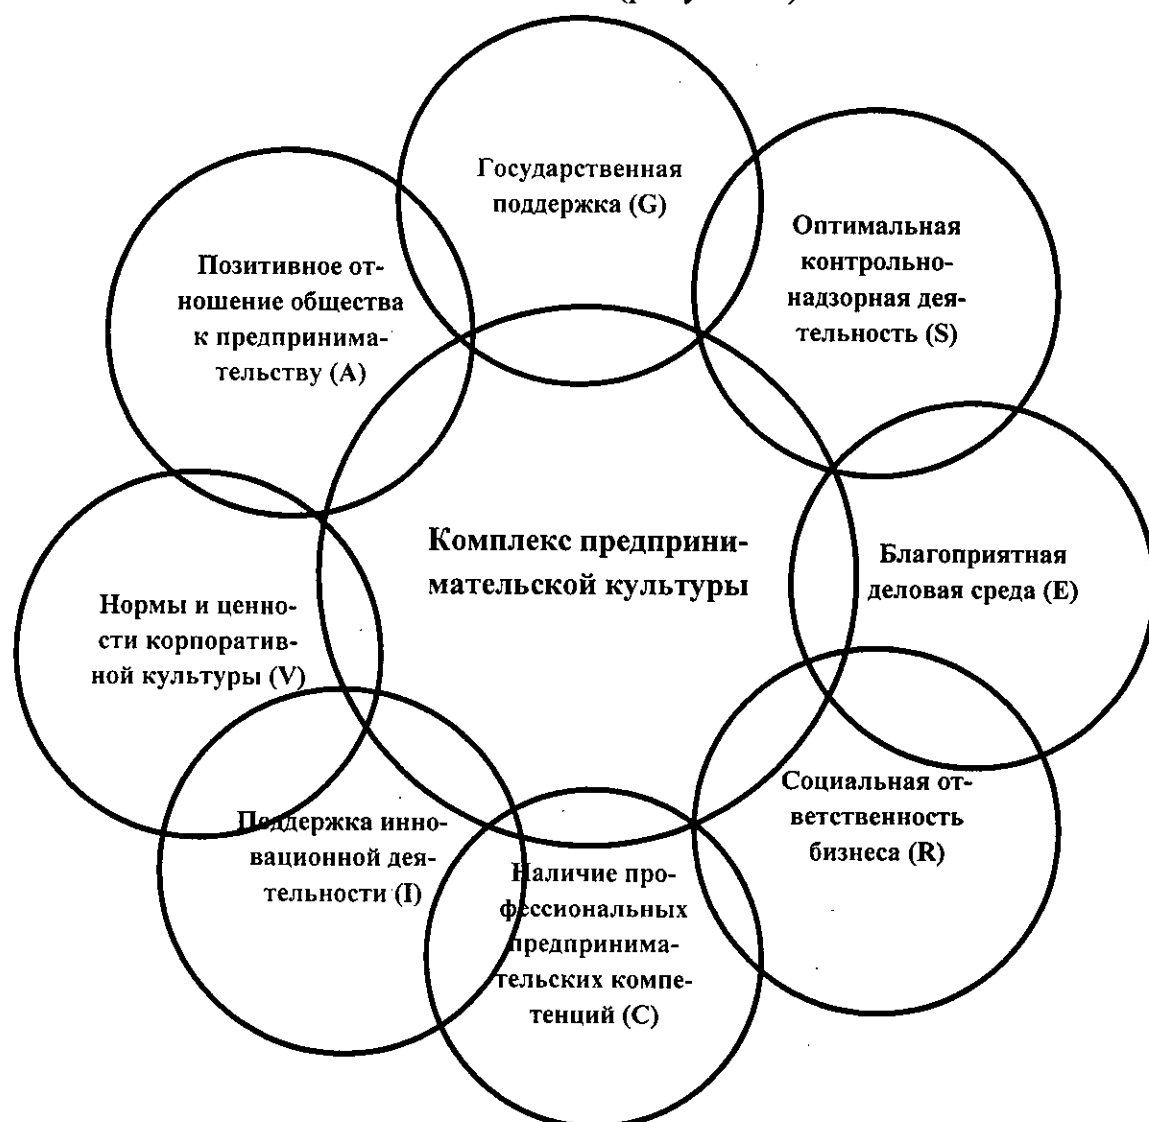 Государственная
поддержка (G)
Оптимальная
контрольно-
надзорная дея-
тельность (S)
Позитивное от-
ношение общества
к предпринима-
тельству (A)
Комплекс предприни-
мательской культуры
Благоприятная
деловая среда (E)
Нормы и ценно-
сти корпоратив-
ной культуры (V)
Социальная от-
ветственность
бизнеса (R)
Поддержка инно-
вационной дея-
тельности (I)
Наличие про-
фессиональных
предпринима-
тельских компе-
тенций (C)